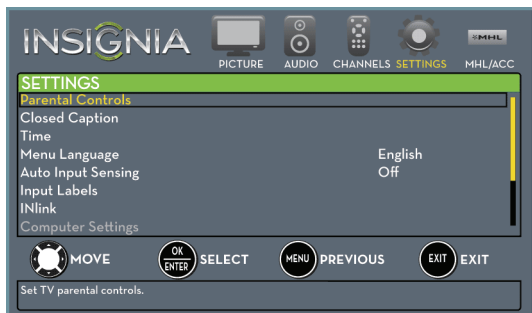 INSIGNIA
PICTURE AUDIO CHANNELS SETTINGS MHL/ACC
MHL
SETTINGS
Parental Controls
Closed Caption
Time
Menu Language English
Auto Input Sensing Off
Input Labels
INlink
Computer Settings
MOVE OK ENTER SELECT MENU PREVIOUS EXIT EXIT
Set TV parental controls.